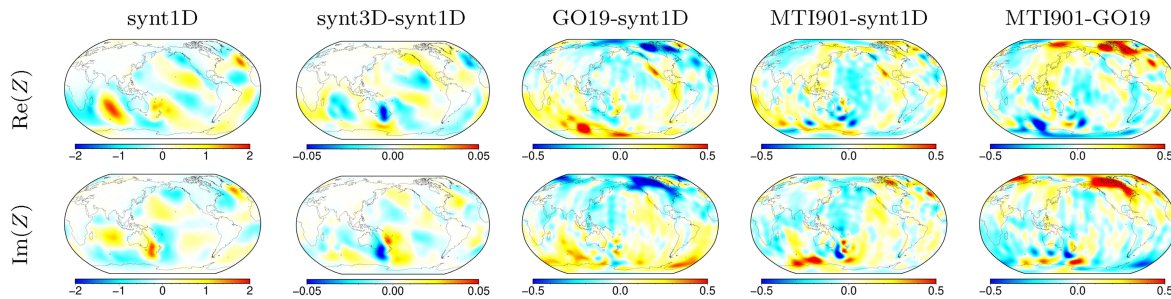 synt1D synt3D-synt1D GO19-synt1D MTI901-synt1D MTI901-GO19
Re(Z)
−2 −1 0 1 2 −0.05 0.00 0.05 −0.5 0.0 0.5 −0.5 0.0 0.5 −0.5 0.0 0.5
Im(Z)
−2 −1 0 1 2 −0.05 0.00 0.05 −0.5 0.0 0.5 −0.5 0.0 0.5 −0.5 0.0 0.5